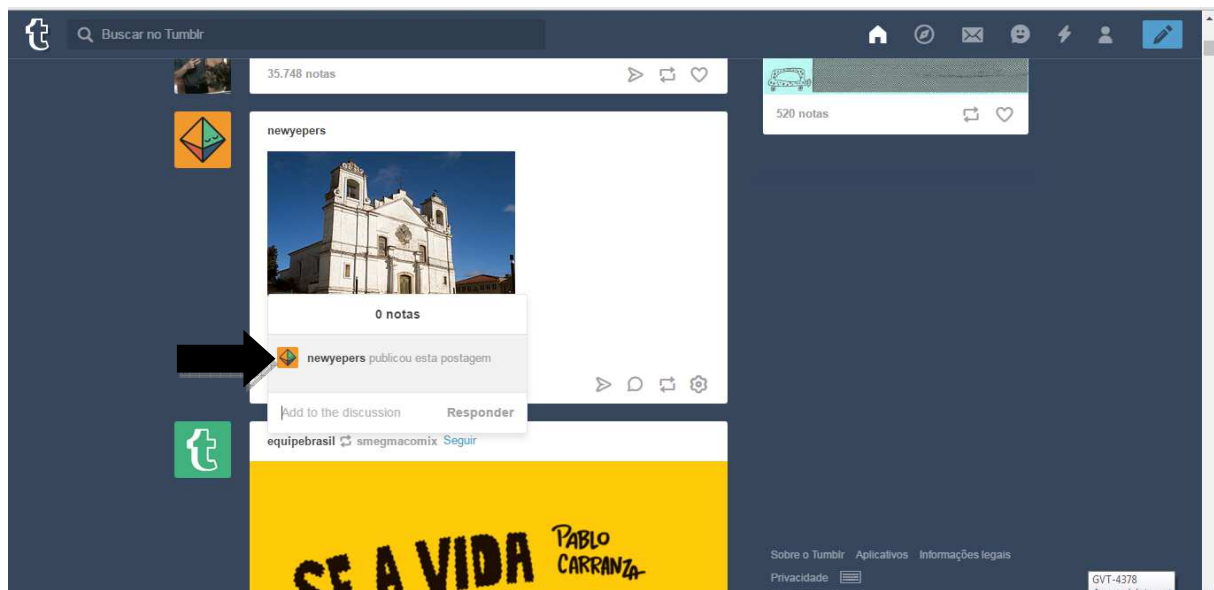 Buscar no Tumblr
35.748 notas
520 notas
newyepers
0 notas
newyepers publicou esta postagem
Add to the discussion Responder
equipebrasil smegmacomix Seguir
SE A VIDA
PABLO
CARRANZA
Sobre o Tumblr Aplicativos Informações legais
Privacidade
GVT-4378